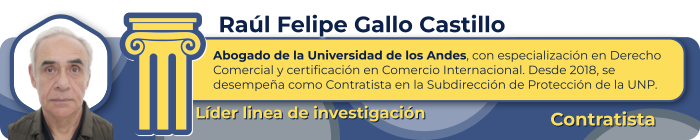 Raúl Felipe Gallo Castillo
Abogado de la Universidad de los Andes, con especialización en Derecho
Comercial y certificación en Comercio Internacional. Desde 2018, se
desempeña como Contratista en la Subdirección de Protección de la UNP.
Líder linea de investigación
Contratista